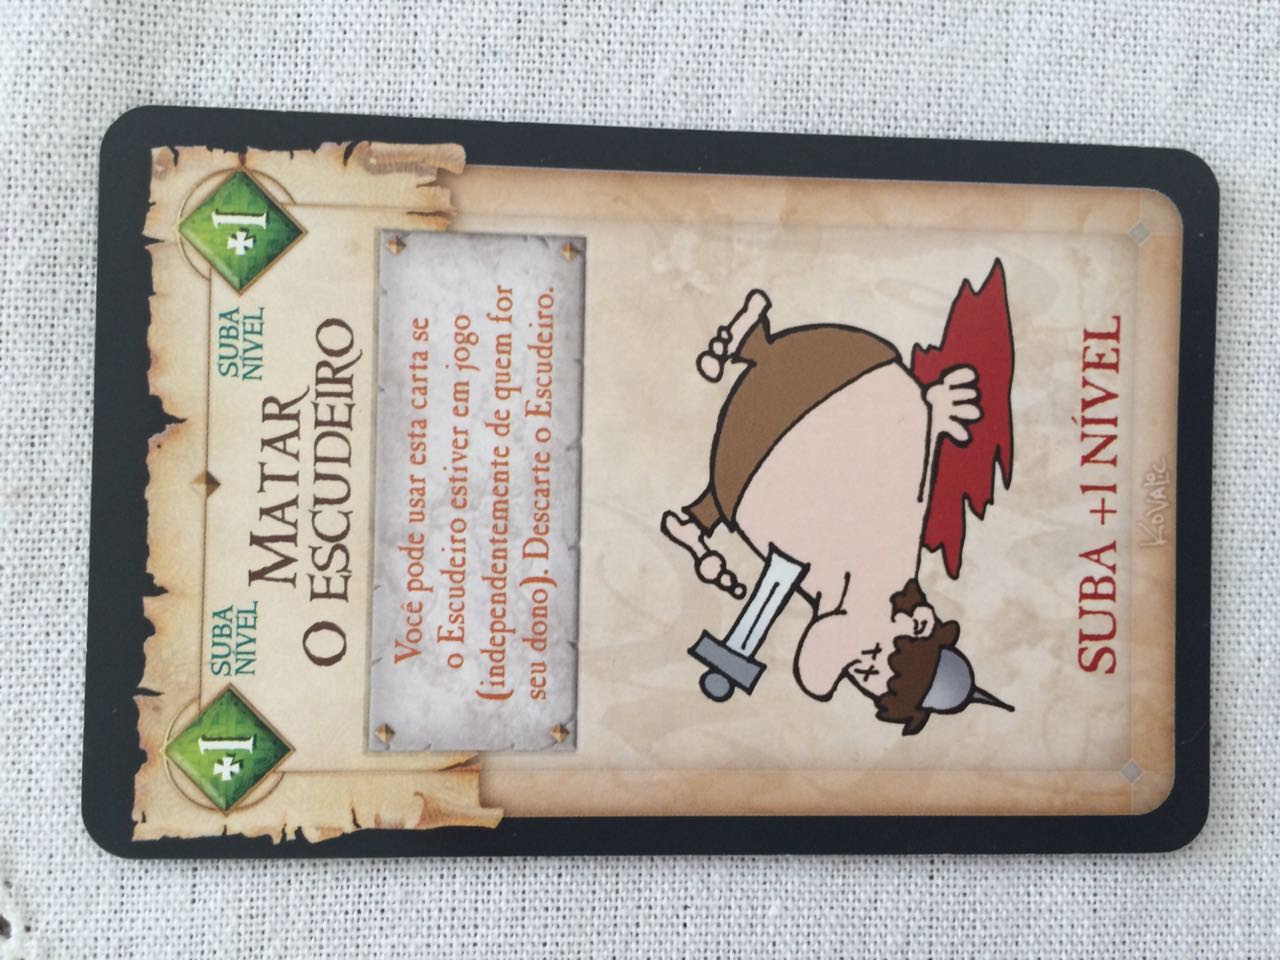 +1 SUBA NÍVEL
SUBA NÍVEL +1
MATAR
O ESCUDEIRO
Você pode usar esta carta se
o Escudeiro estiver em jogo
(independentemente de quem for
seu dono). Descarte o Escudeiro.
SUBA +1 NÍVEL
KOVALIC